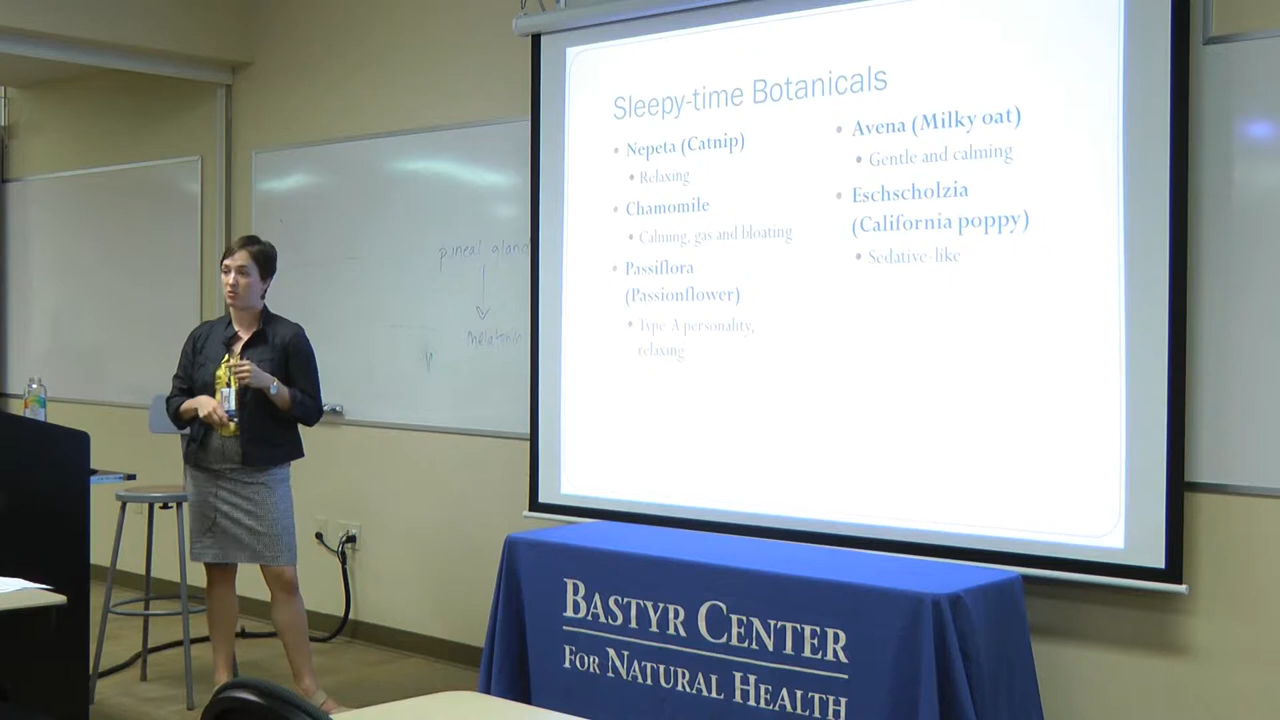 Sleepy-time Botanicals
Nepeta (Catnip)
Relaxing
Chamomile
Calming, gas and bloating
Passiflora
(Passionflower)
Type-A personality,
relaxing
Avena (Milky oat)
Gentle and calming
Eschscholzia
(California poppy)
Sedative-like
pineal gland
melatonin
BASTYR CENTER
FOR NATURAL HEALTH